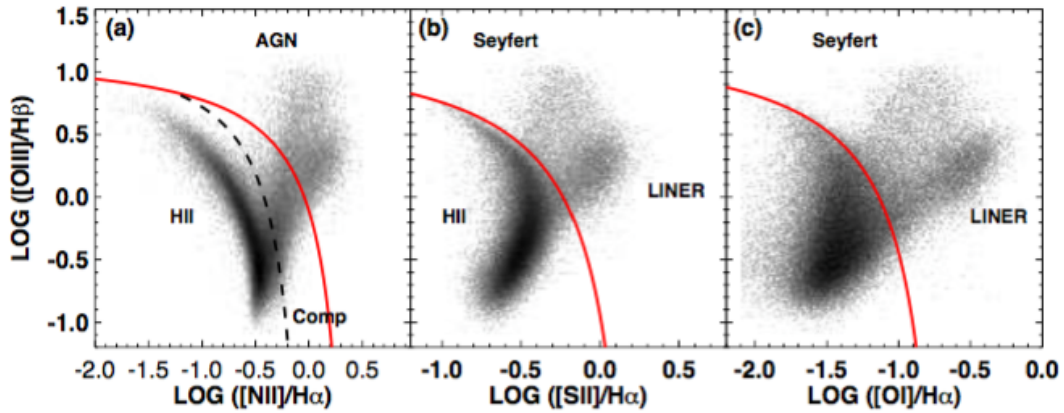 (a) AGN
HII
Comp
LOG ([OIII]/Hβ)
1.5
1.0
0.5
0.0
-0.5
-1.0
-2.0 -1.5 -1.0 -0.5 0.0 0.5
LOG ([NII]/Hα)
(b)
Seyfert
HII
LINER
-1.0 -0.5 0.0 0.5
LOG ([SII]/Hα)
(c)
Seyfert
LINER
-2.0 -1.5 -1.0 -0.5 0.0
LOG ([OI]/Hα)